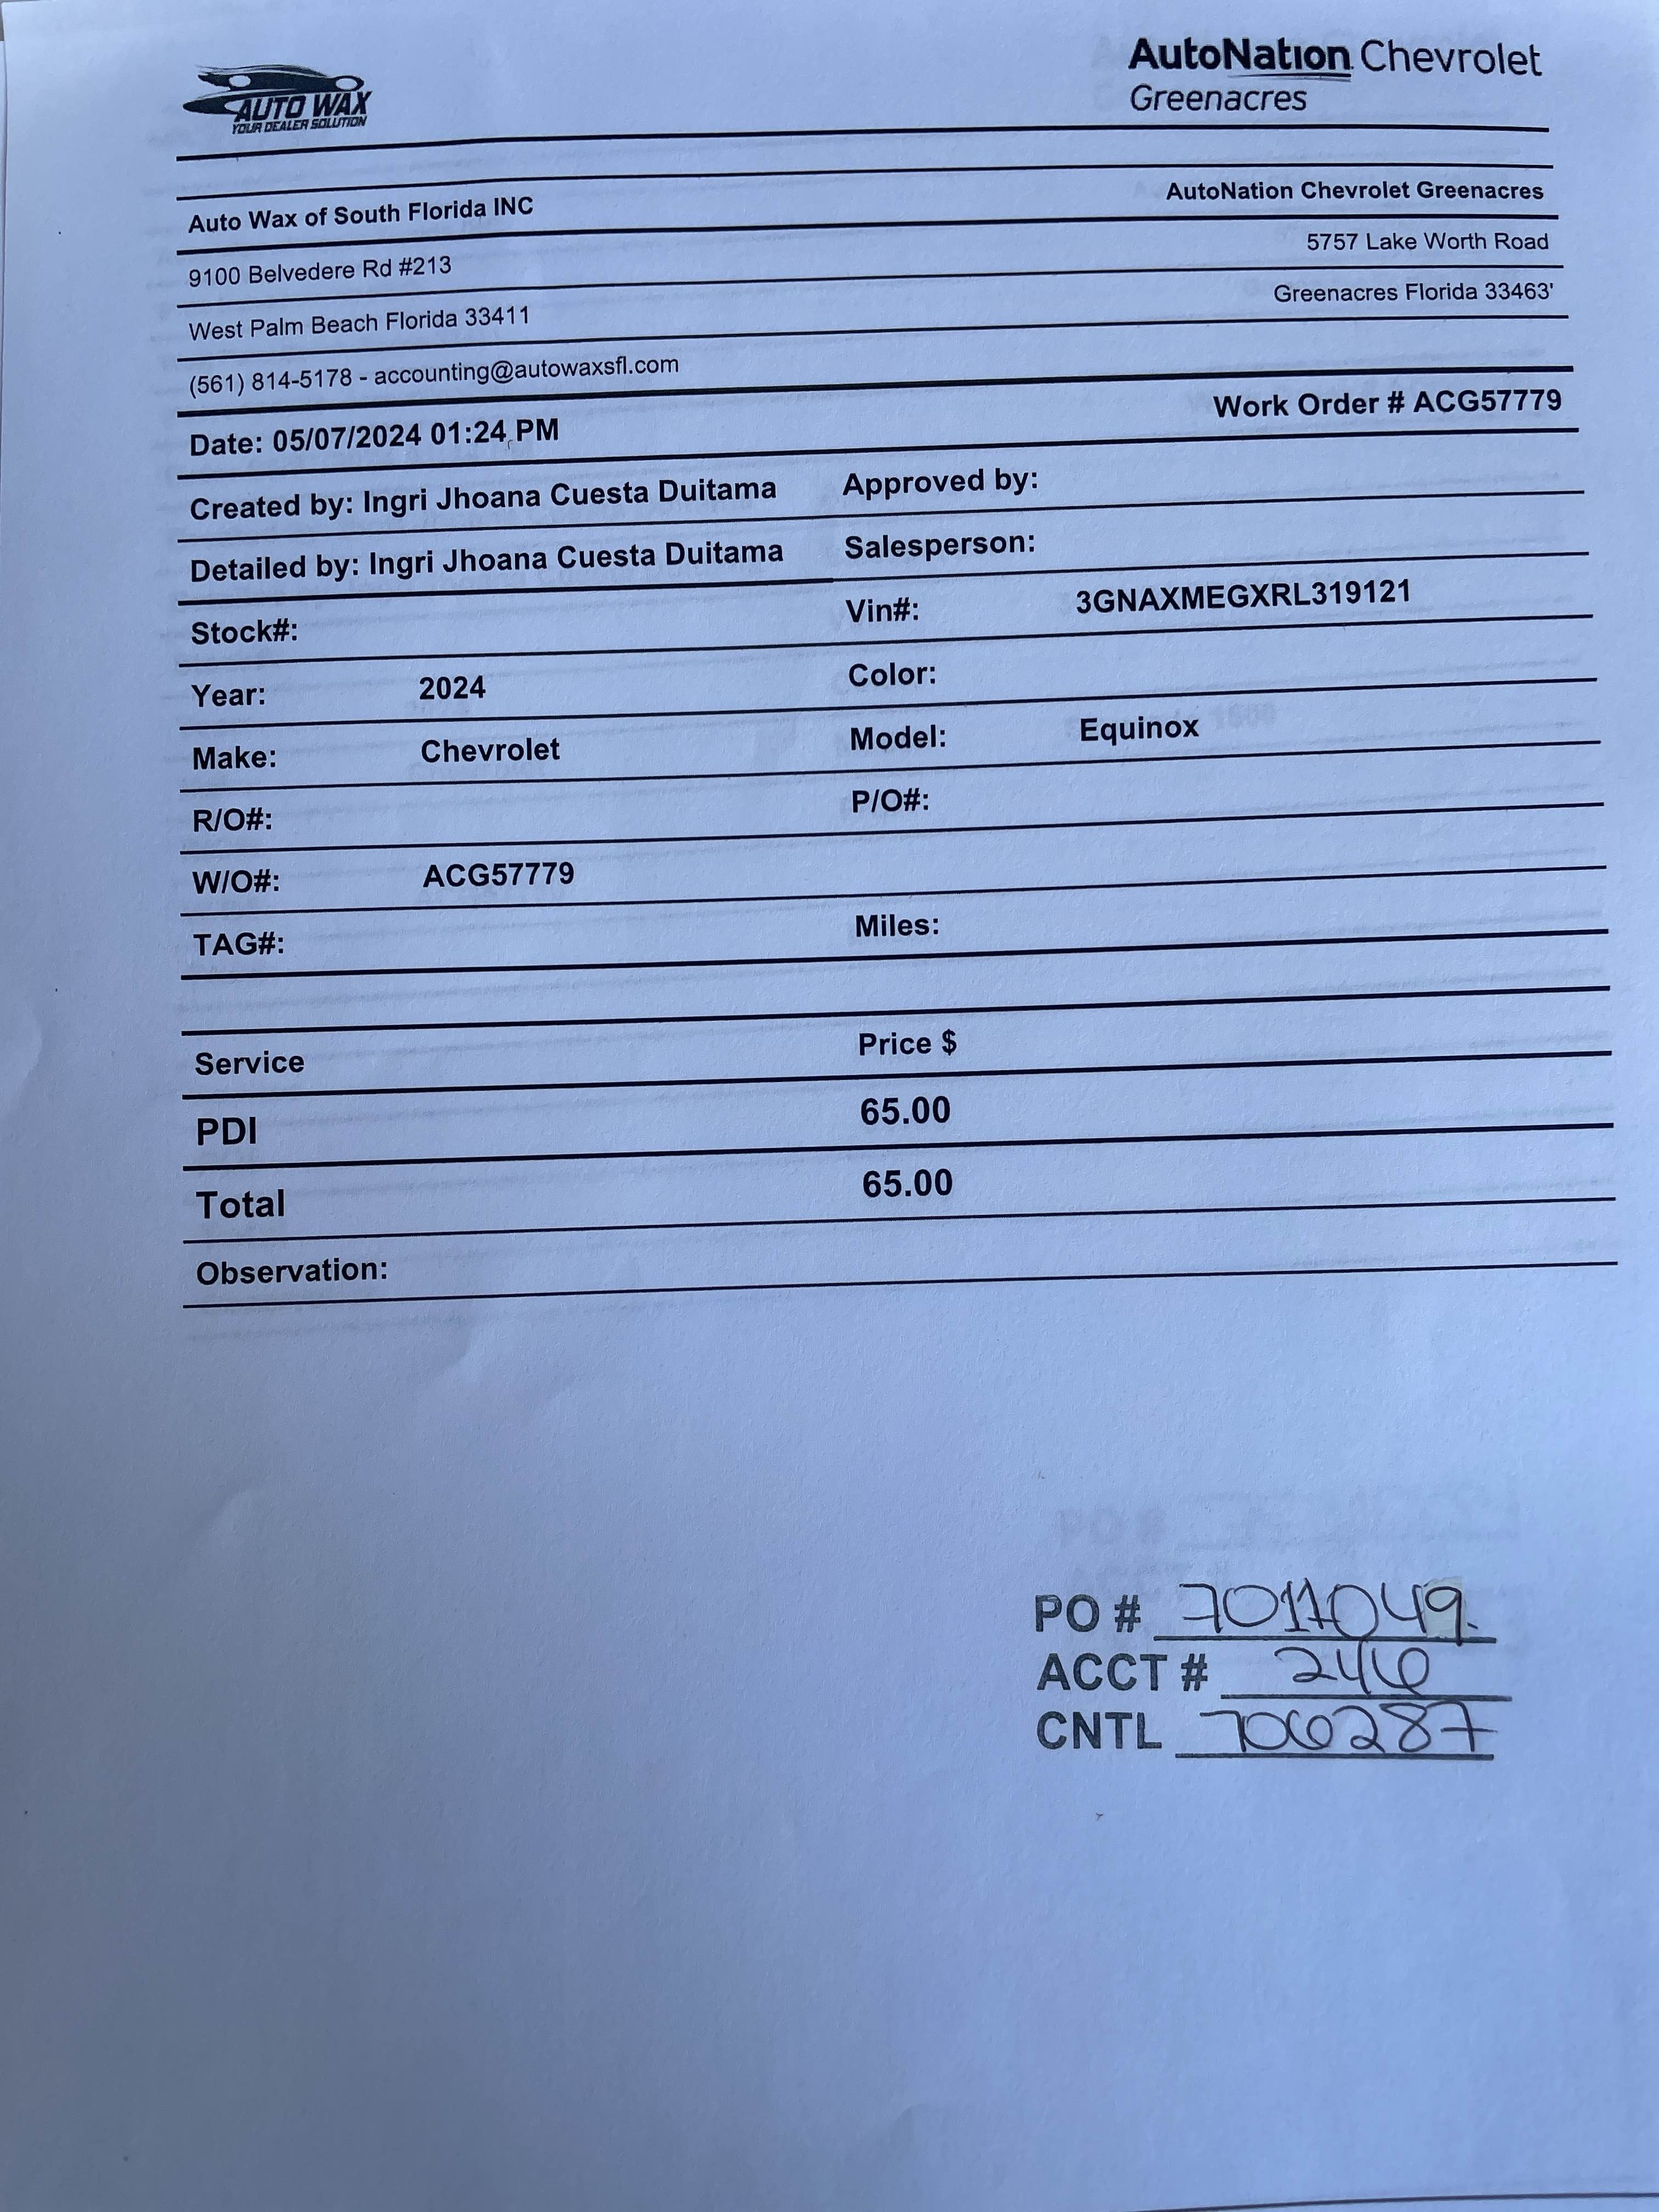 AUTO WAX
YOUR DEALER SOLUTION
AutoNation Chevrolet
Greenacres
Auto Wax of South Florida INC
AutoNation Chevrolet Greenacres
9100 Belvedere Rd #213
5757 Lake Worth Road
West Palm Beach Florida 33411
Greenacres Florida 33463'
(561) 814-5178 - accounting@autowaxsfl.com
Date: 05/07/2024 01:24 PM
Work Order # ACG57779
Created by: Ingri Jhoana Cuesta Duitama Approved by:
Detailed by: Ingri Jhoana Cuesta Duitama Salesperson:
Stock#: Vin#: 3GNAXMEGXRL319121
Year: 2024 Color:
Make: Chevrolet Model: Equinox
R/O#: P/O#:
W/O#: ACG57779
TAG#: Miles:
Service Price $
PDI 65.00
Total 65.00
Observation:
PO #
ACCT # 246
CNTL 706287